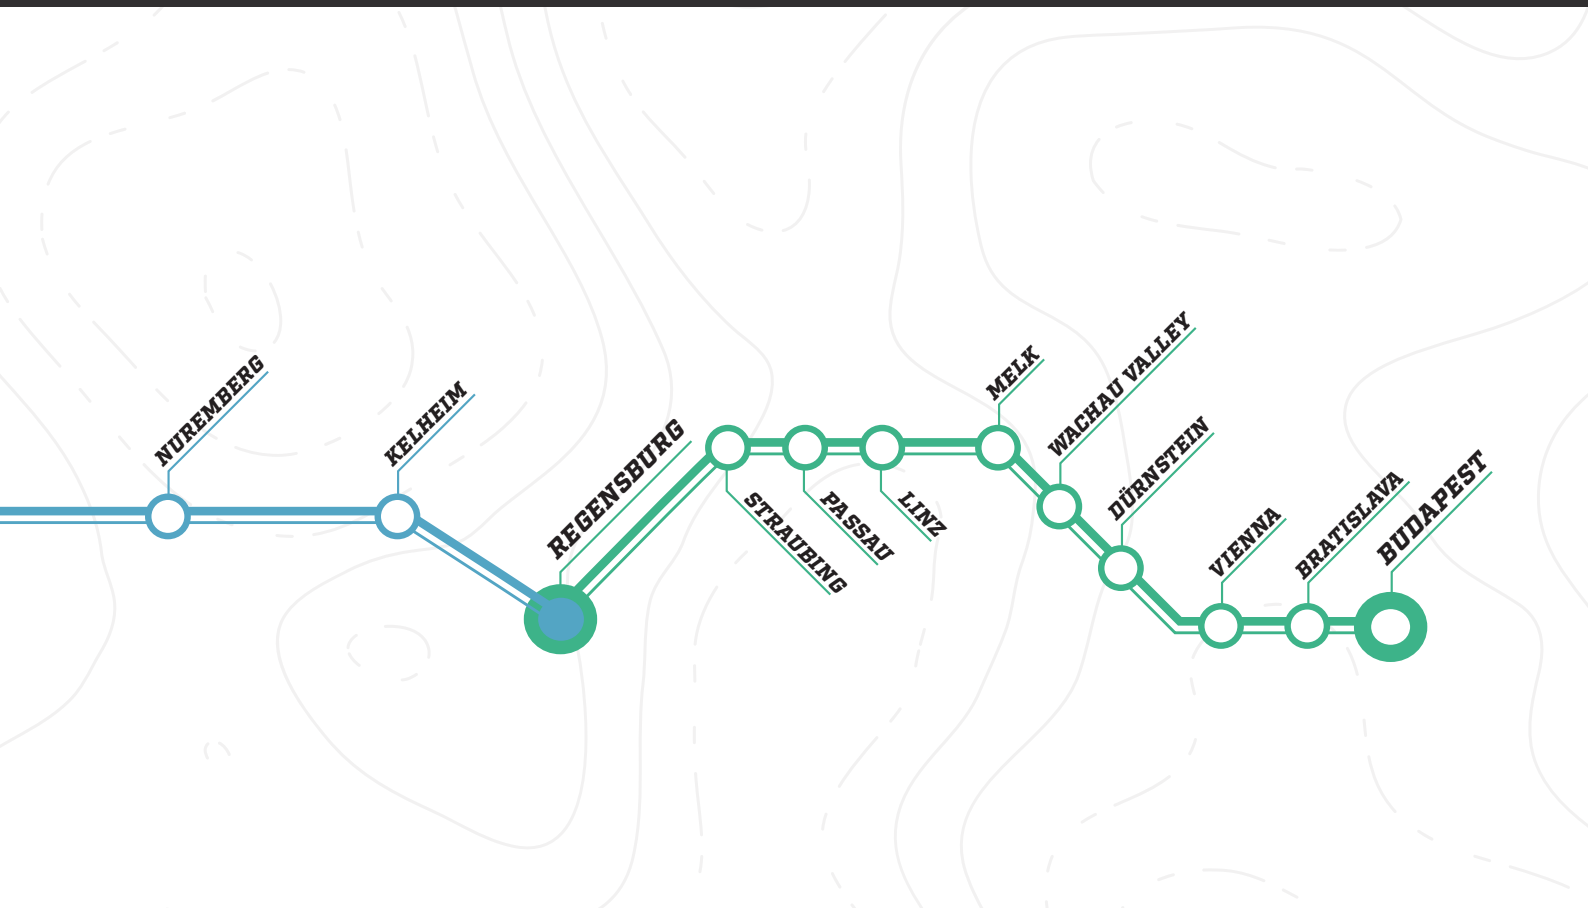 NUREMBERG
KELHEIM
REGENSBURG
STRAUBING
PASSAU
LINZ
MELK
WACHAU VALLEY
DÜRNSTEIN
VIENNA
BRATISLAVA
BUDAPEST